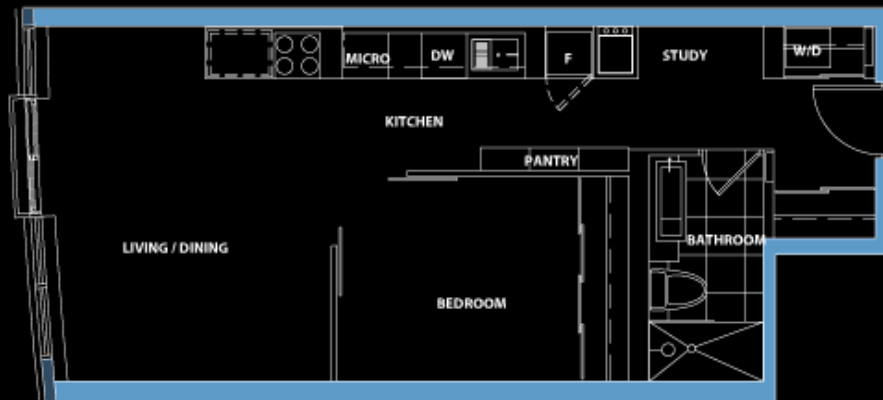 MICRO
DW
F
STUDY
W/D
KITCHEN
PANTRY
LIVING / DINING
BATHROOM
BEDROOM